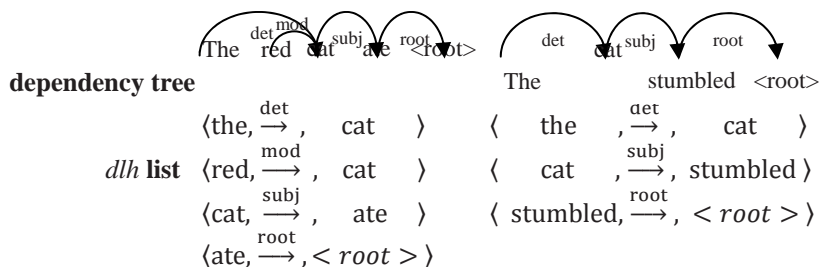 det mod subj root det subj root
The red cat ate <root> cat
dependency tree The stumbled <root>
⟨the, det⟶ , cat ⟩ ⟨ the , det⟶ , cat ⟩
dlh list ⟨red, mod⟶ , cat ⟩ ⟨ cat , subj⟶ , stumbled ⟩
⟨cat, subj⟶ , ate ⟩ ⟨ stumbled, root⟶ , < root > ⟩
⟨ate, root⟶ , < root > ⟩